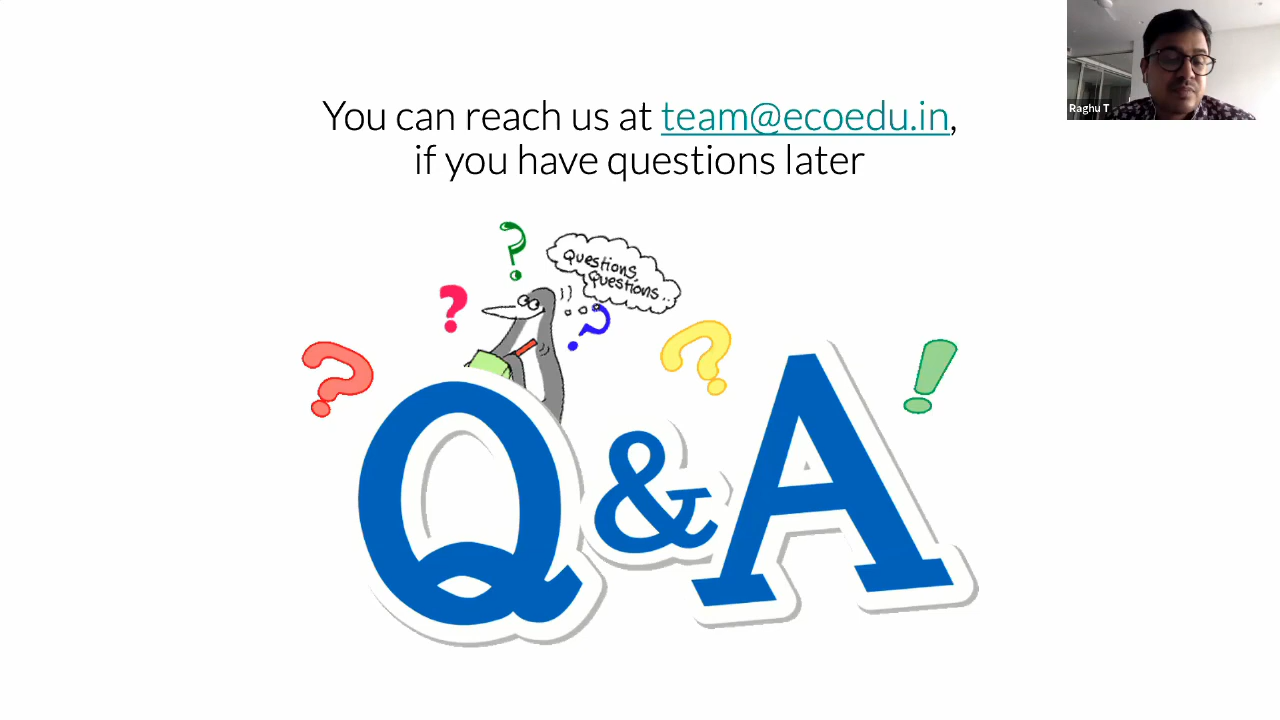 You can reach us at team@ecoedu.in,
if you have questions later
Raghu T
?
Questions,
Questions...
?
?
?
?
!
Q & A